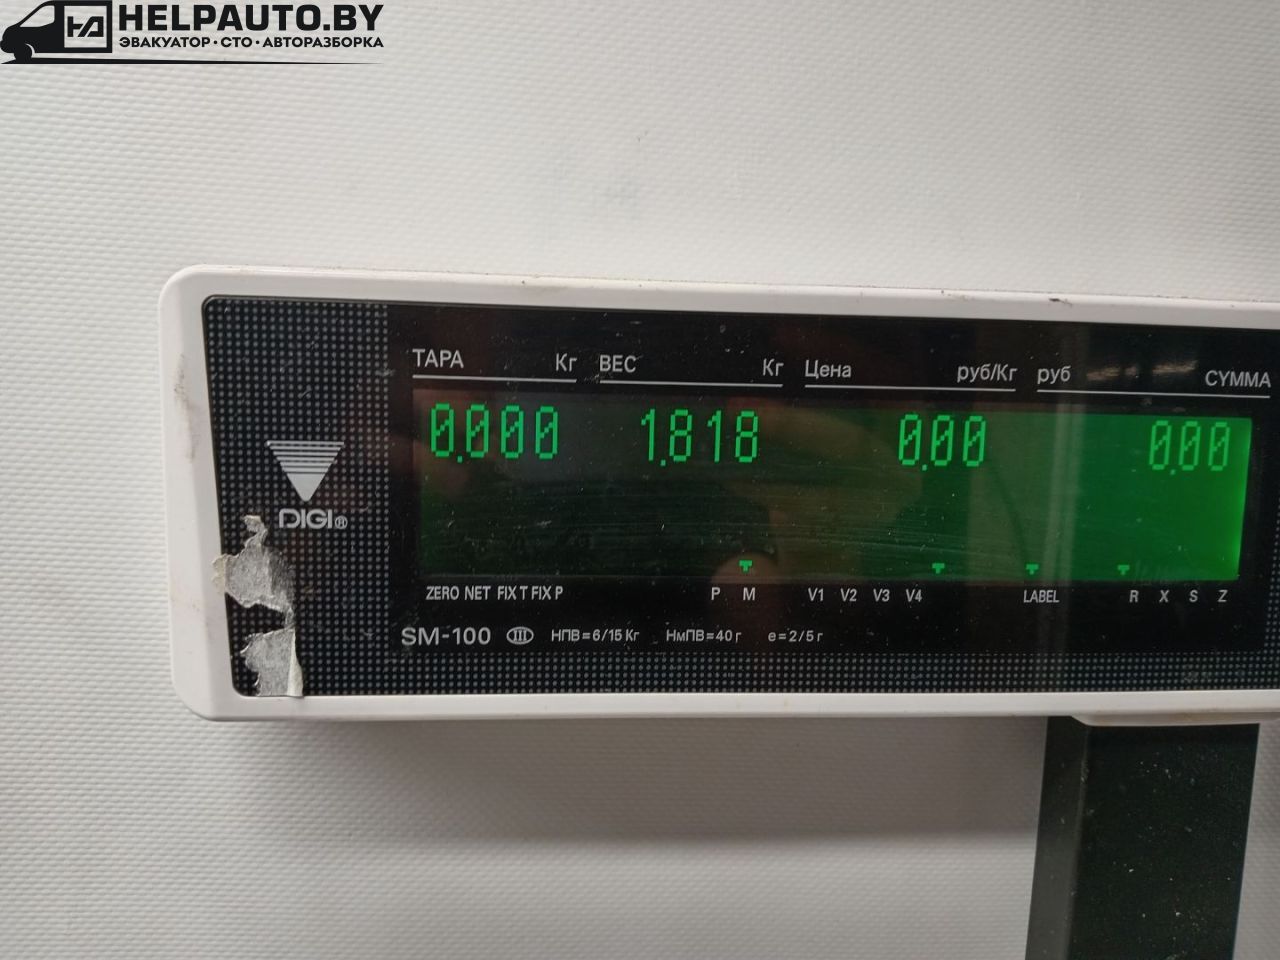 HELPAUTO.BY
ЭВАКУАТОР·СТО·АВТОРАЗБОРКА
ТАРА Кг ВЕС Кг Цена руб/Кг руб СУММА
0.000 1.818 0.00 0.00
DIGI®
ZERO NET FIX T FIX P P M V1 V2 V3 V4 LABEL R X S Z
SM-100 III НПВ=6/15 Кг НмПВ=40 г e=2/5 г